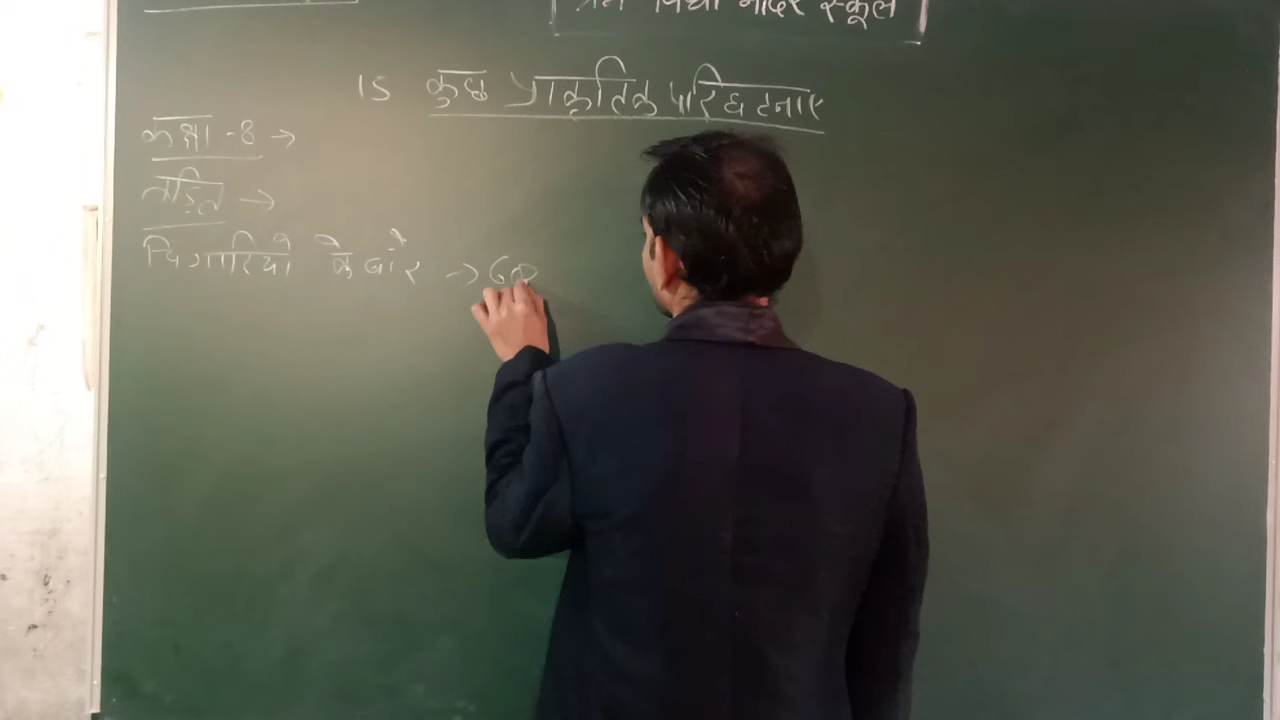 विद्या मंदिर स्कूल
15 कुछ प्राकृतिक परिघटनाए
कक्षा -8 →
तड़ित →
चिंगारियो के बारे →